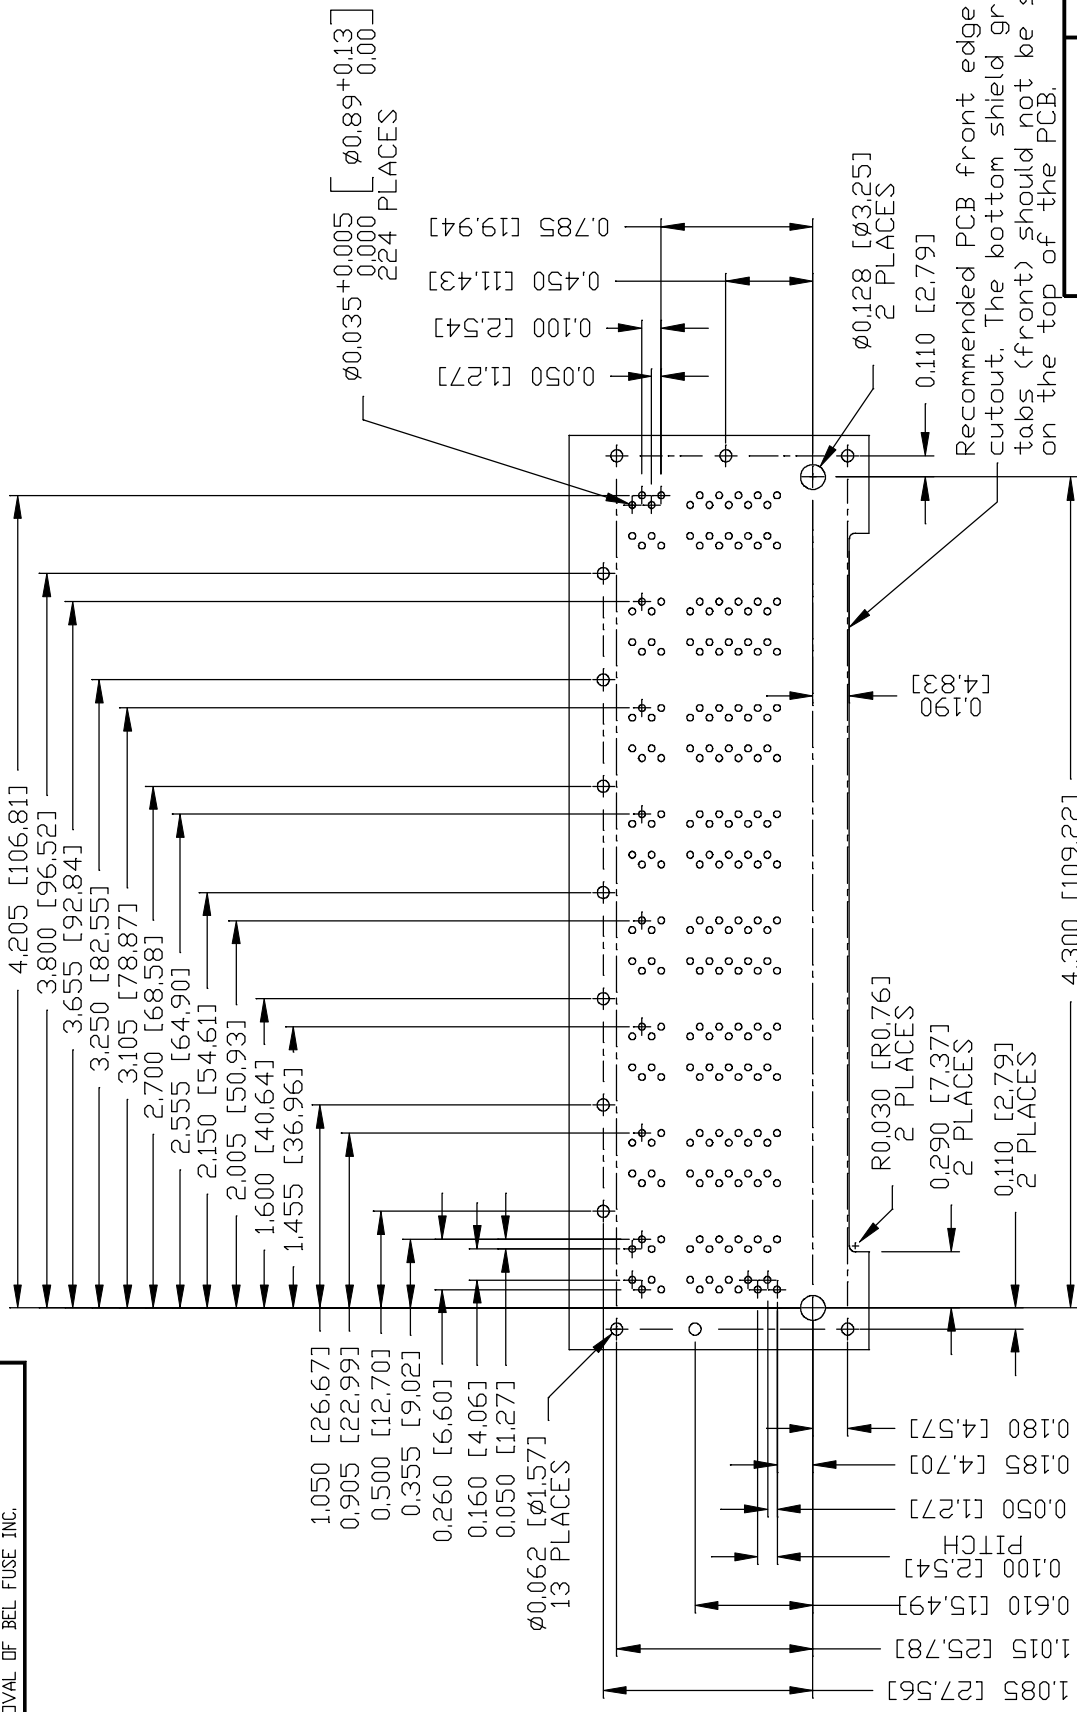 OVAL OF BEL FUSE INC.
4.205 [106.81]
3.800 [96.52]
3.655 [92.84]
3.250 [82.55]
3.105 [78.87]
2.700 [68.58]
2.555 [64.90]
2.150 [54.61]
2.005 [50.93]
1.600 [40.64]
1.455 [36.96]
1.050 [26.67]
0.905 [22.99]
0.500 [12.70]
0.355 [9.02]
0.260 [6.60]
0.160 [4.06]
0.050 [1.27]
Ø0.062 [Ø1.57]
13 PLACES
Ø0.035 +0.005 0.000 [Ø0.89 +0.13 0.00]
224 PLACES
0.785 [19.94]
0.450 [11.43]
0.100 [2.54]
0.050 [1.27]
Ø0.128 [Ø3.25]
2 PLACES
0.110 [2.79]
Recommended PCB front edge
cutout. The bottom shield gr
tabs (front) should not be s
on the top of the PCB.
0.190
[4.83]
R0.030 [R0.76]
2 PLACES
0.290 [7.37]
2 PLACES
0.110 [2.79]
2 PLACES
4.300 [109.22]
0.180 [4.57]
0.185 [4.70]
0.050 [1.27]
0.100 [2.54]
PITCH
0.610 [15.49]
1.015 [25.78]
1.085 [27.56]